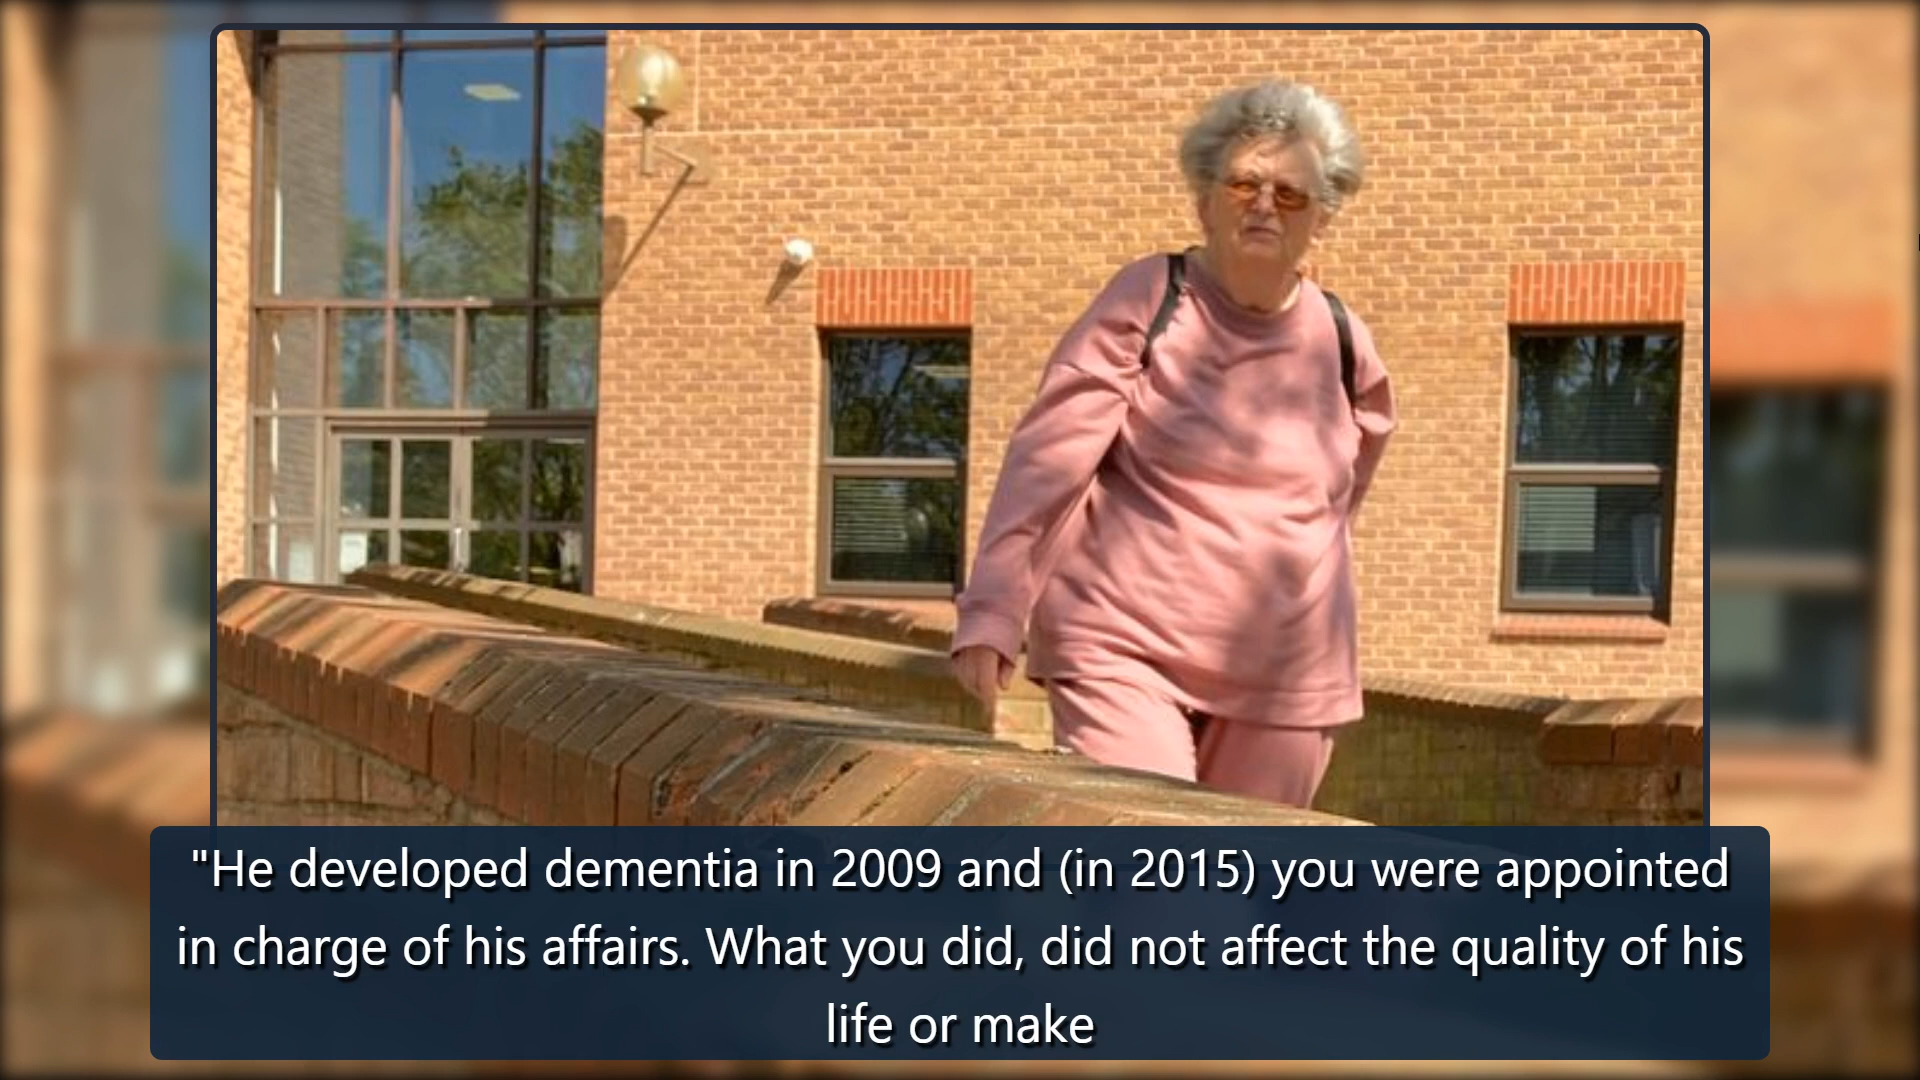 "He developed dementia in 2009 and (in 2015) you were appointed
in charge of his affairs. What you did, did not affect the quality of his
life or make